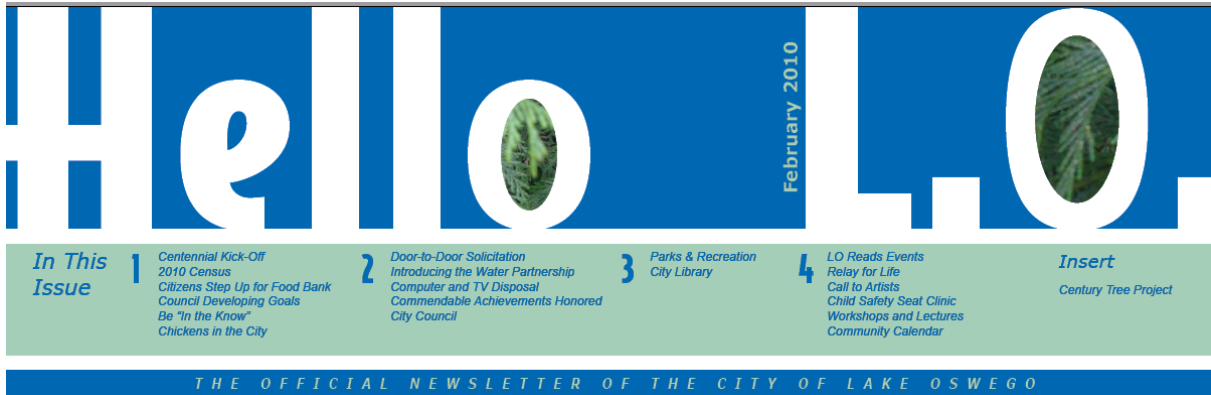 Hello L.O.
February 2010
In This
Issue
1
Centennial Kick-Off
2010 Census
Citizens Step Up for Food Bank
Council Developing Goals
Be “In the Know”
Chickens in the City
2
Door-to-Door Solicitation
Introducing the Water Partnership
Computer and TV Disposal
Commendable Achievements Honored
City Council
3
Parks & Recreation
City Library
4
LO Reads Events
Relay for Life
Call to Artists
Child Safety Seat Clinic
Workshops and Lectures
Community Calendar
Insert
Century Tree Project
THE OFFICIAL NEWSLETTER OF THE CITY OF LAKE OSWEGO